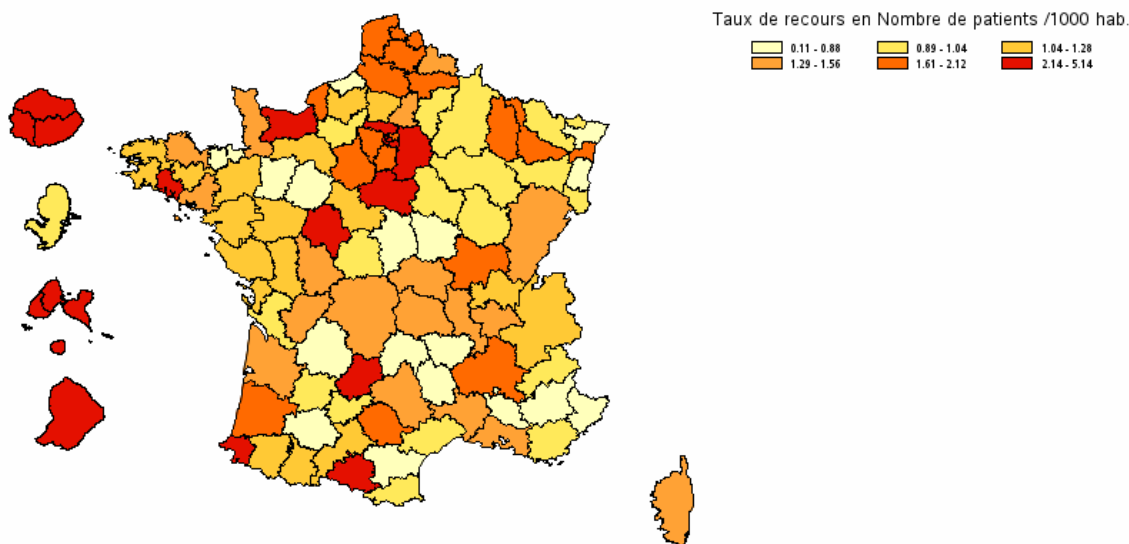 Taux de recours en Nombre de patients /1000 hab.
0.11 - 0.88 0.89 - 1.04 1.04 - 1.28
1.29 - 1.56 1.61 - 2.12 2.14 - 5.14